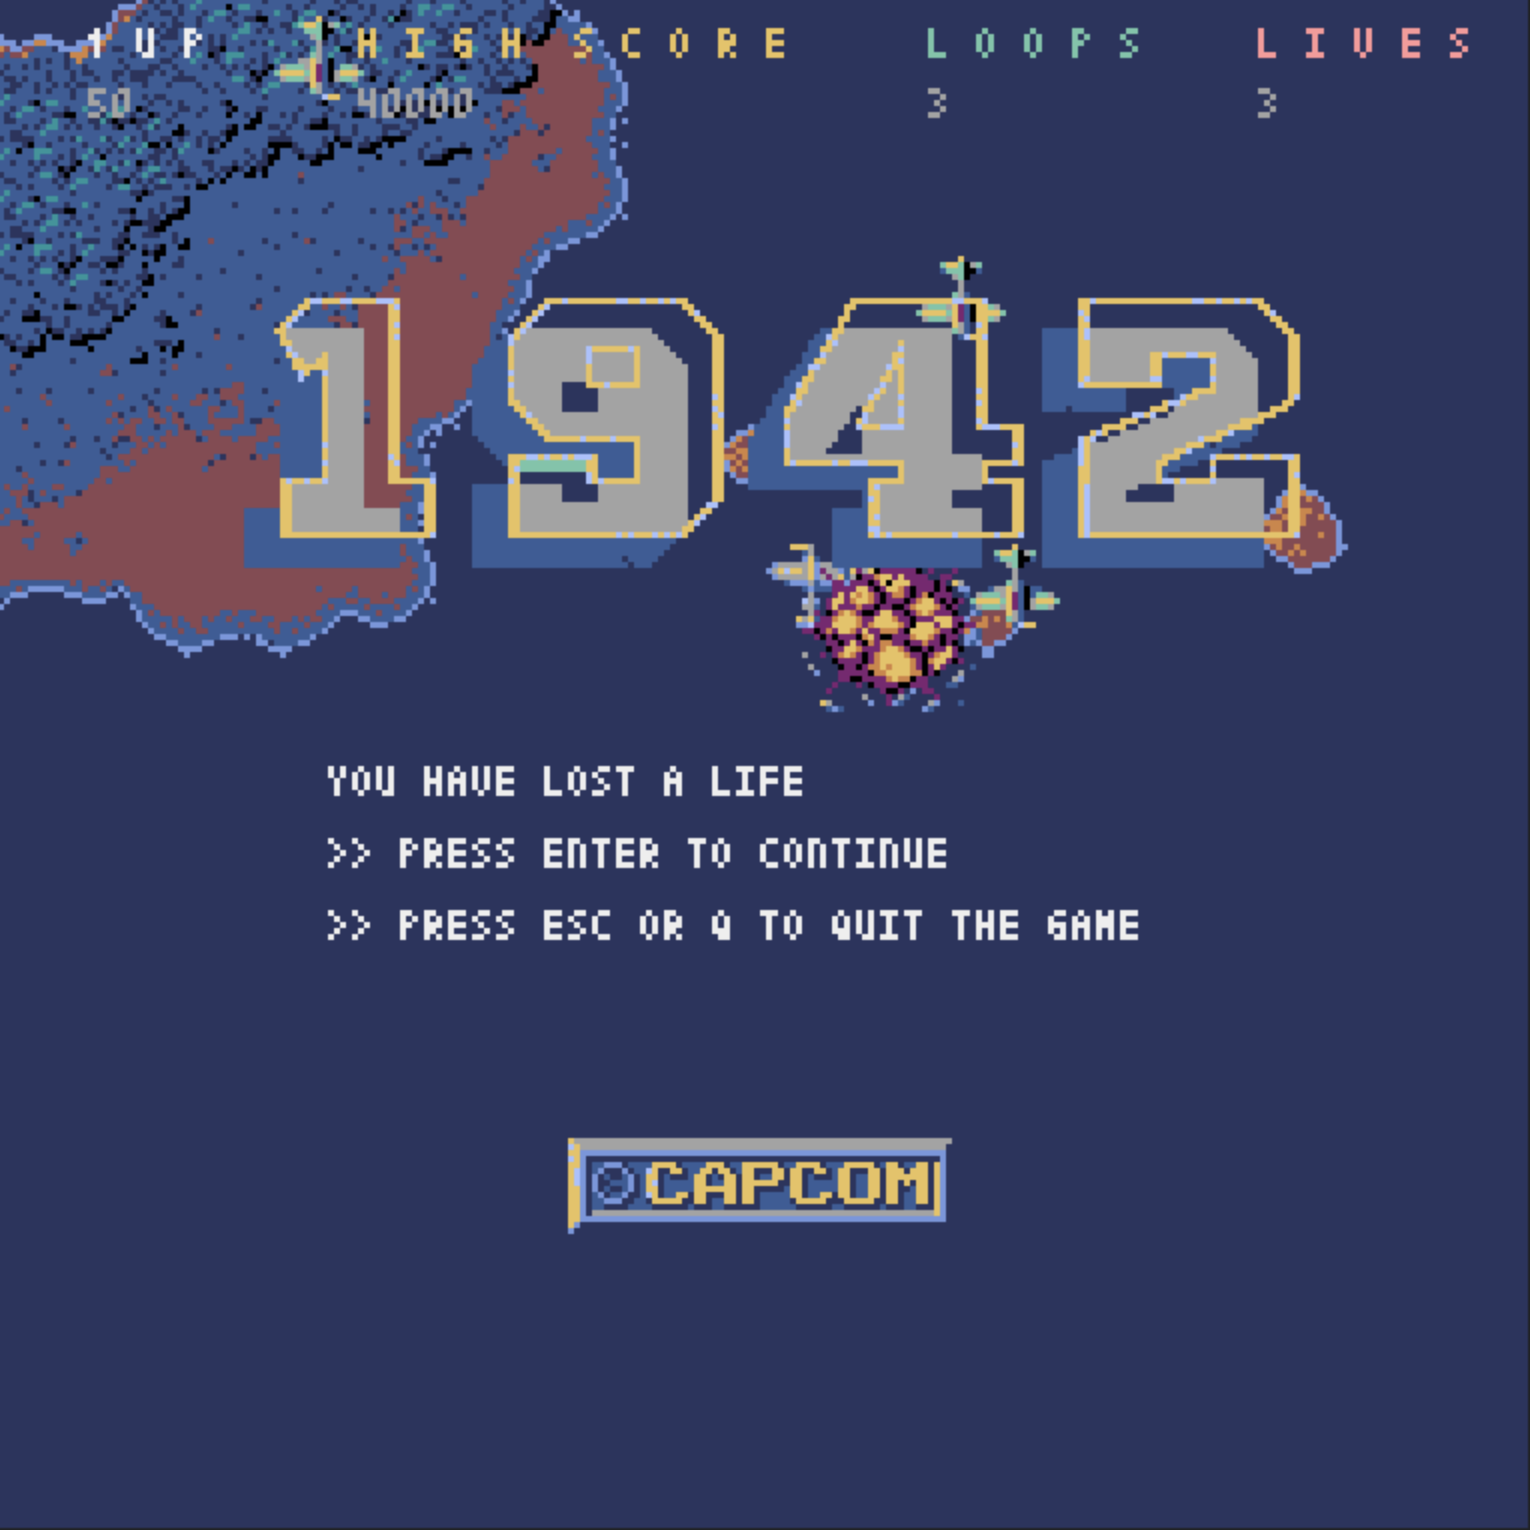 1UP HIGH SCORE LOOPS LIVES
50 40000 3 3
1942
YOU HAVE LOST A LIFE
>> PRESS ENTER TO CONTINUE
>> PRESS ESC OR Q TO QUIT THE GAME
©CAPCOM